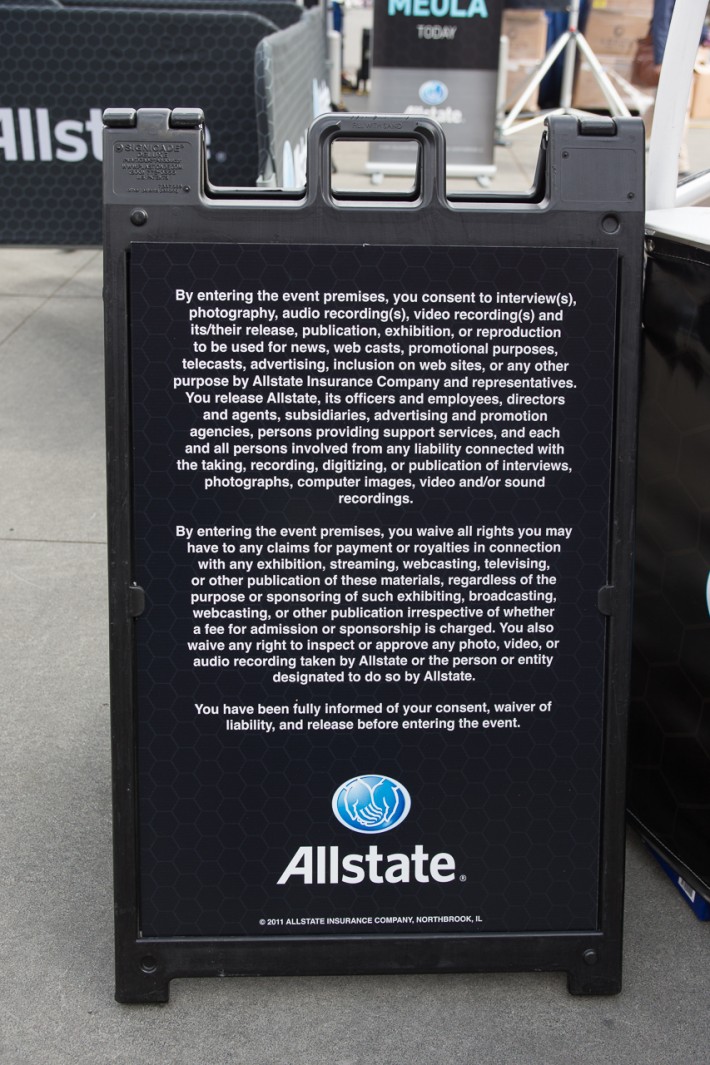 MEULA
TODAY
Allstate
Allst
SIGNICADE
By entering the event premises, you consent to interview(s),
photography, audio recording(s), video recording(s) and
its/their release, publication, exhibition, or reproduction
to be used for news, web casts, promotional purposes,
telecasts, advertising, inclusion on web sites, or any other
purpose by Allstate Insurance Company and representatives.
You release Allstate, its officers and employees, directors
and agents, subsidiaries, advertising and promotion
agencies, persons providing support services, and each
and all persons involved from any liability connected with
the taking, recording, digitizing, or publication of interviews,
photographs, computer images, video and/or sound
recordings.
By entering the event premises, you waive all rights you may
have to any claims for payment or royalties in connection
with any exhibition, streaming, webcasting, televising,
or other publication of these materials, regardless of the
purpose or sponsoring of such exhibiting, broadcasting,
webcasting, or other publication irrespective of whether
a fee for admission or sponsorship is charged. You also
waive any right to inspect or approve any photo, video, or
audio recording taken by Allstate or the person or entity
designated to do so by Allstate.
You have been fully informed of your consent, waiver of
liability, and release before entering the event.
Allstate®
© 2011 ALLSTATE INSURANCE COMPANY, NORTHBROOK, IL